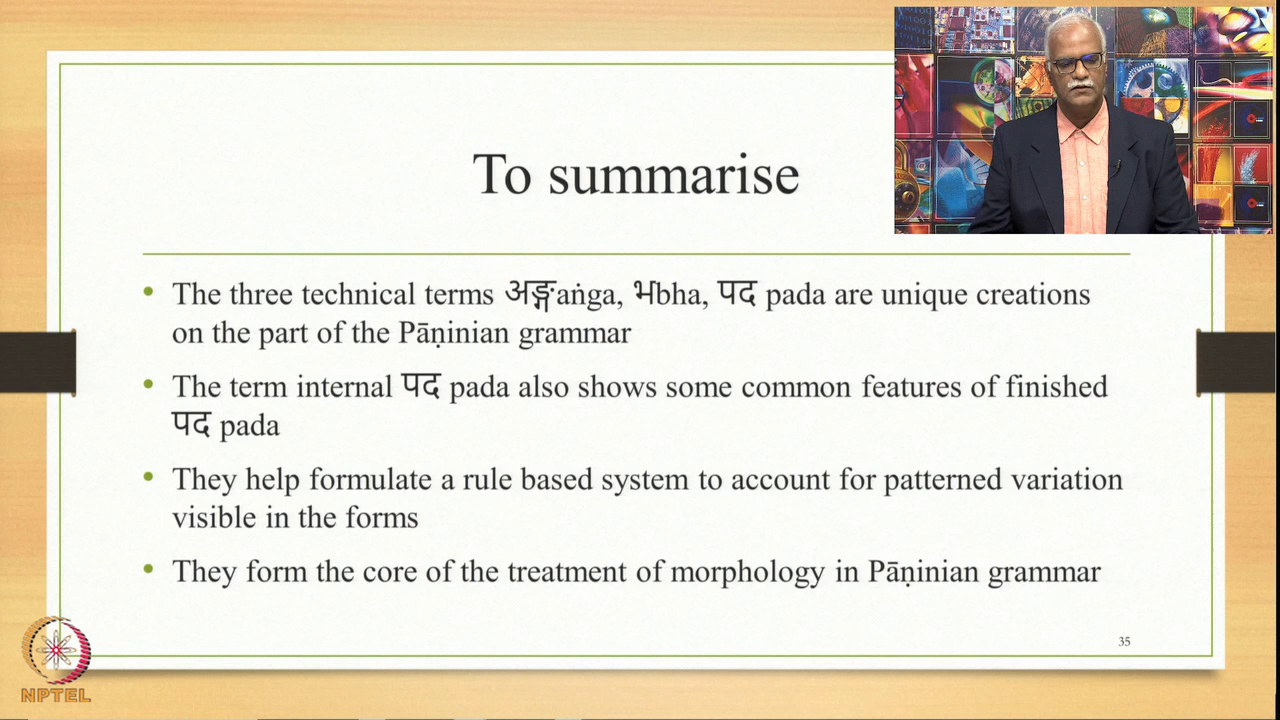 To summarise
• The three technical terms अङ्गaṅga, भbha, पद pada are unique creations
on the part of the Pāṇinian grammar
• The term internal पद pada also shows some common features of finished
पद pada
• They help formulate a rule based system to account for patterned variation
visible in the forms
• They form the core of the treatment of morphology in Pāṇinian grammar
35
NPTEL